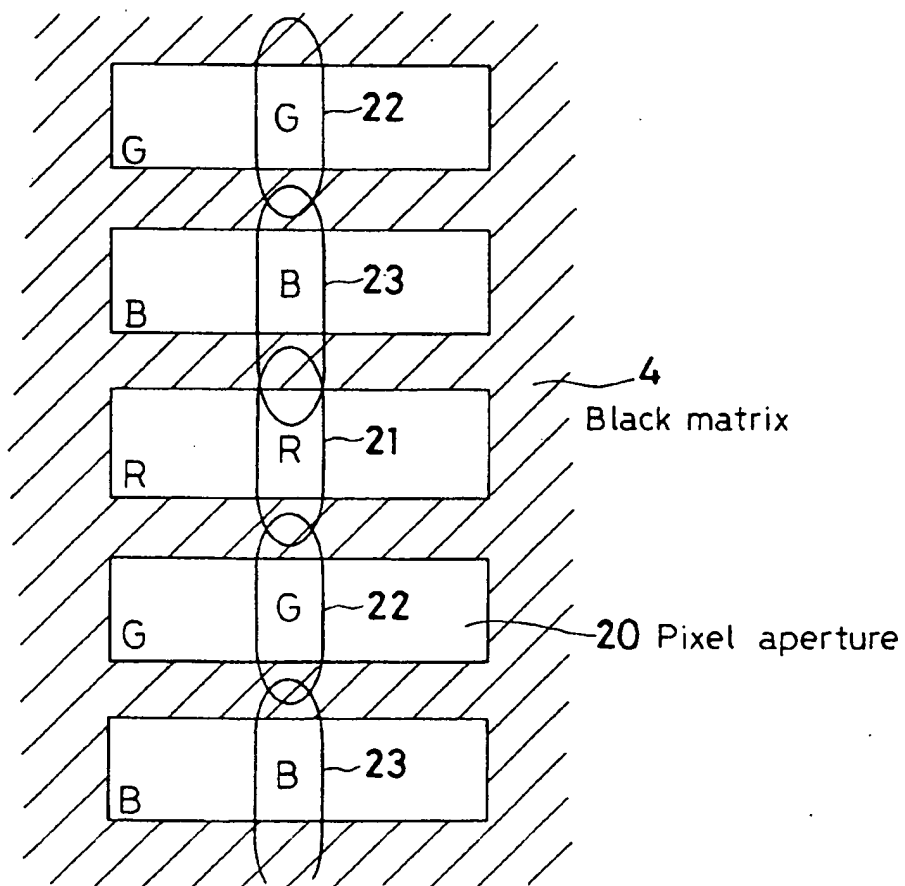 G 22
G
B 23
B
4
Black matrix
R 21
R
G 22
G
20 Pixel aperture
B 23
B